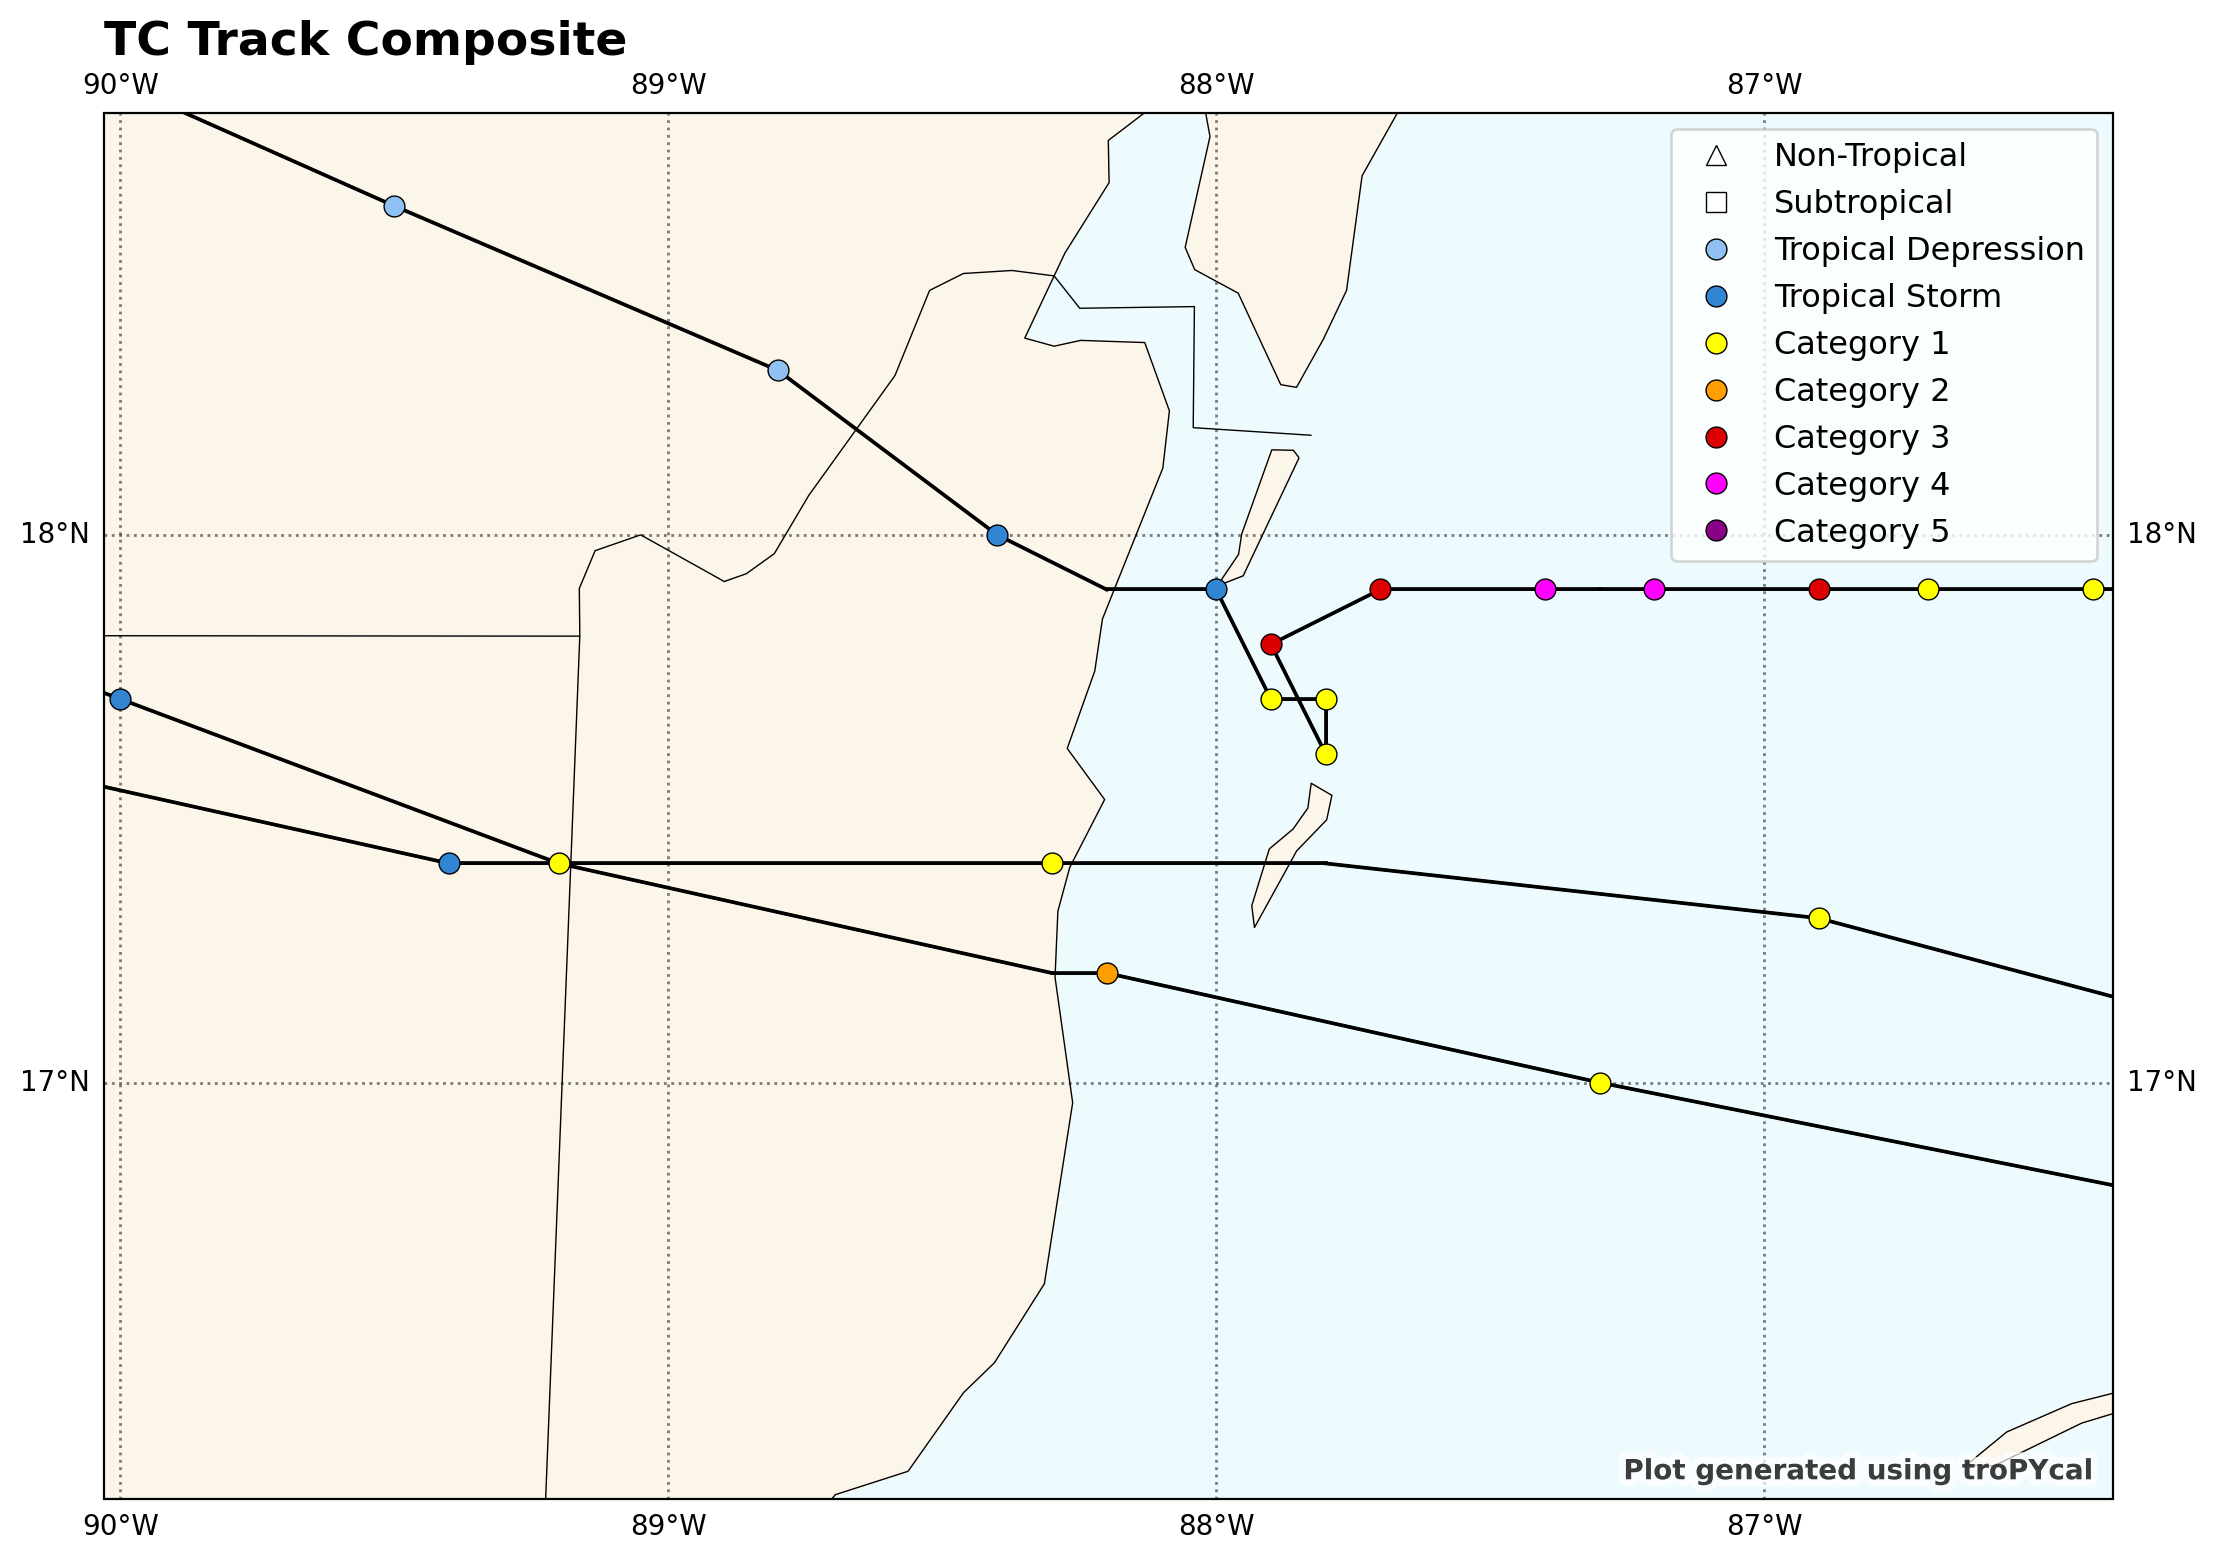 TC Track Composite
90°W 89°W 88°W 87°W
Non-Tropical
Subtropical
Tropical Depression
Tropical Storm
Category 1
Category 2
Category 3
Category 4
Category 5
18°N 18°N
17°N 17°N
Plot generated using troPYcal
90°W 89°W 88°W 87°W